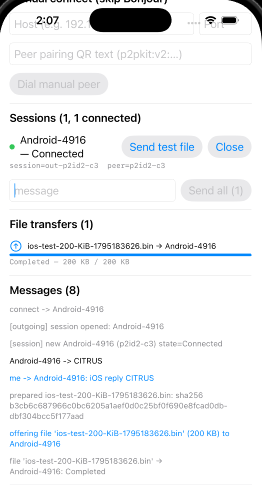 2:07
Host (e.g. 192.1
Port
Peer pairing QR text (p2pkit:v2:...)
Dial manual peer
Sessions (1, 1 connected)
Android-4916
— Connected
Send test file
Close
session=out-p2id2-c3 peer=p2id2-c3
message
Send all (1)
File transfers (1)
ios-test-200-KiB-1795183626.bin → Android-4916
Completed — 200 KB / 200 KB
Messages (8)
connect -> Android-4916
[outgoing] session opened: Android-4916
[session] new Android-4916 (p2id2-c3) state=Connected
Android-4916 -> CITRUS
me -> Android-4916: iOS reply CITRUS
prepared ios-test-200-KiB-1795183626.bin: sha256
b3cb6c687966c0bc6205a1aef0d0c25bf0f690e8fcad0db-
dbf304bcc5f177aad
offering file 'ios-test-200-KiB-1795183626.bin' (200 KB) to
Android-4916
file 'ios-test-200-KiB-1795183626.bin' →
Android-4916: Completed